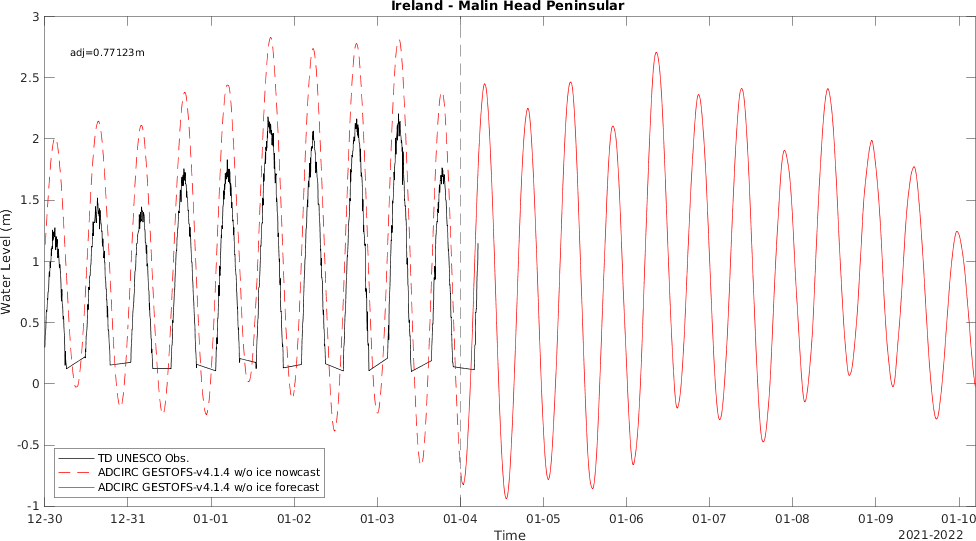 Ireland - Malin Head Peninsular
adj=0.77123m
3
2.5
2
1.5
1
0.5
0
-0.5
-1
Water Level (m)
TD UNESCO Obs.
ADCIRC GESTOFS-v4.1.4 w/o ice nowcast
ADCIRC GESTOFS-v4.1.4 w/o ice forecast
12-30 12-31 01-01 01-02 01-03 01-04 01-05 01-06 01-07 01-08 01-09 01-10
Time
2021-2022